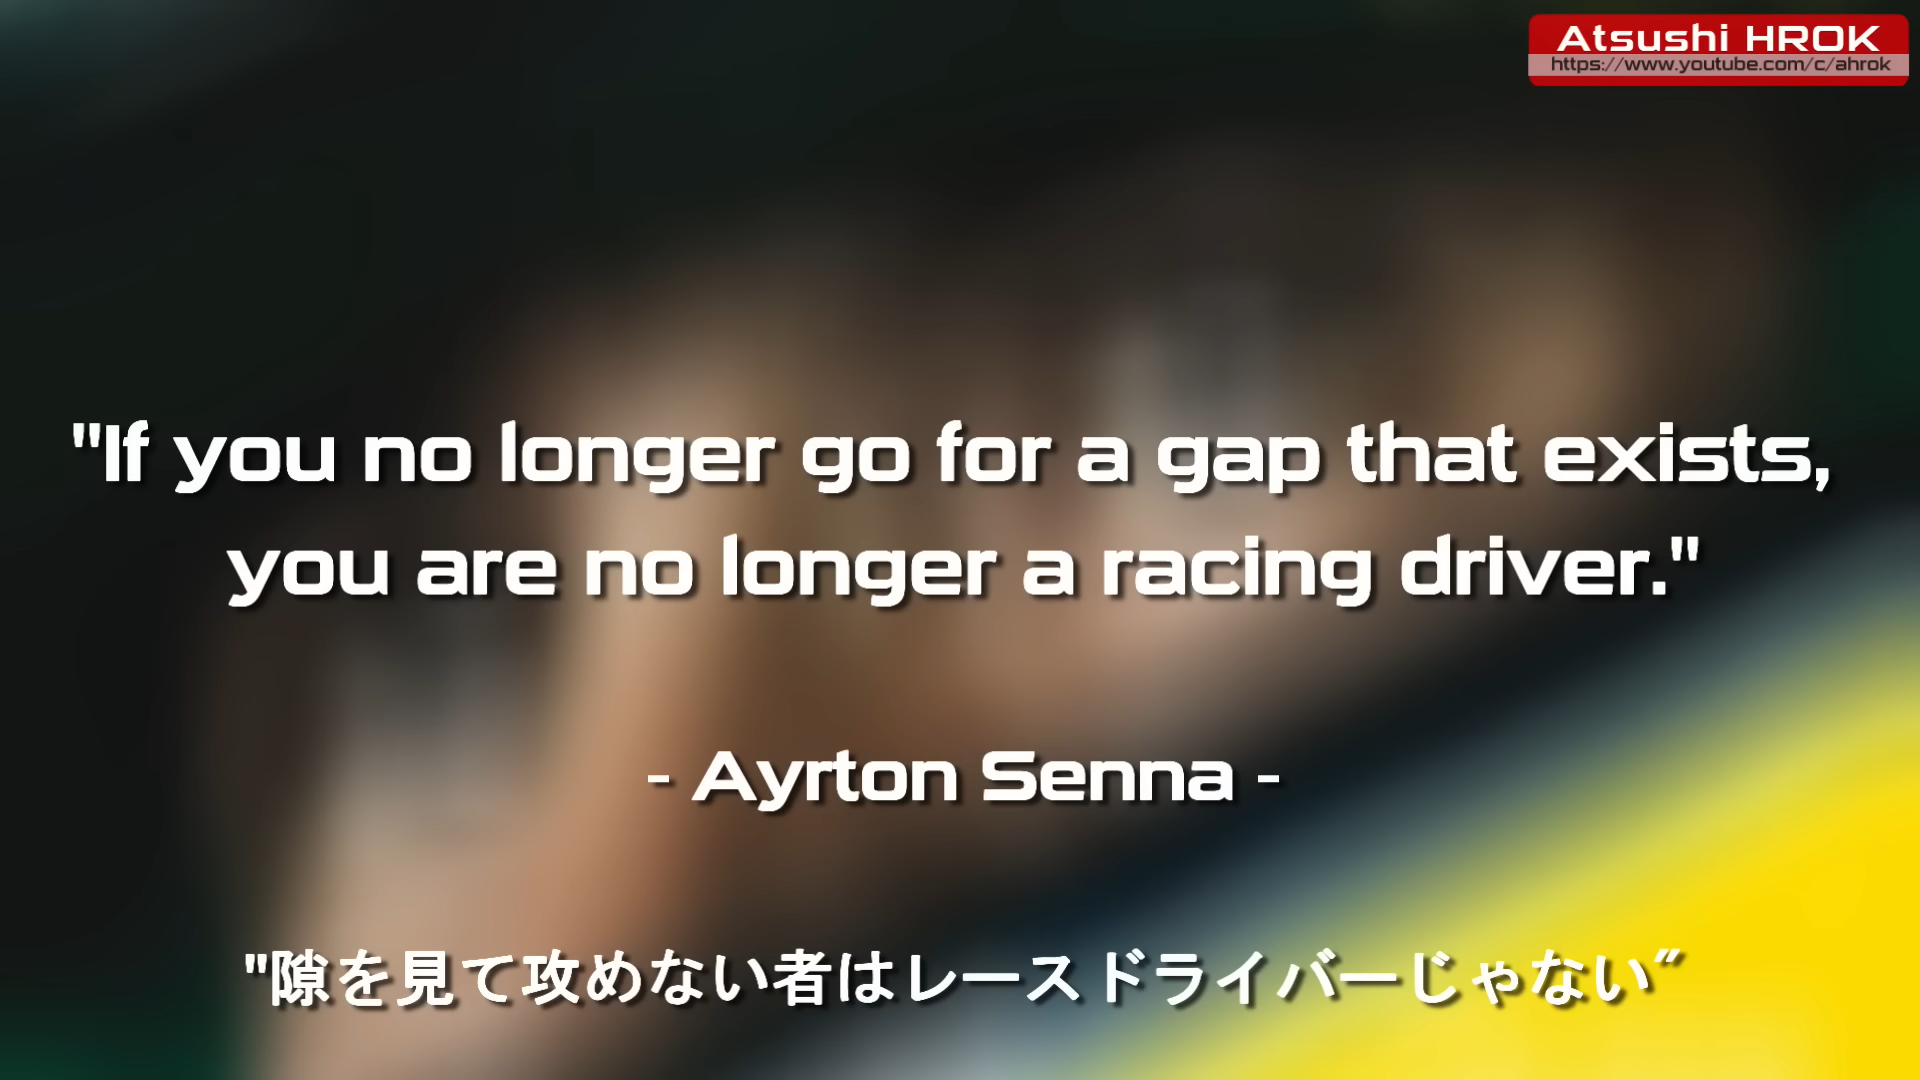 Atsushi HROK
https://www.youtube.com/c/ahrok
"If you no longer go for a gap that exists,
you are no longer a racing driver."
- Ayrton Senna -
"隙を見て攻めない者はレースドライバーじゃない”